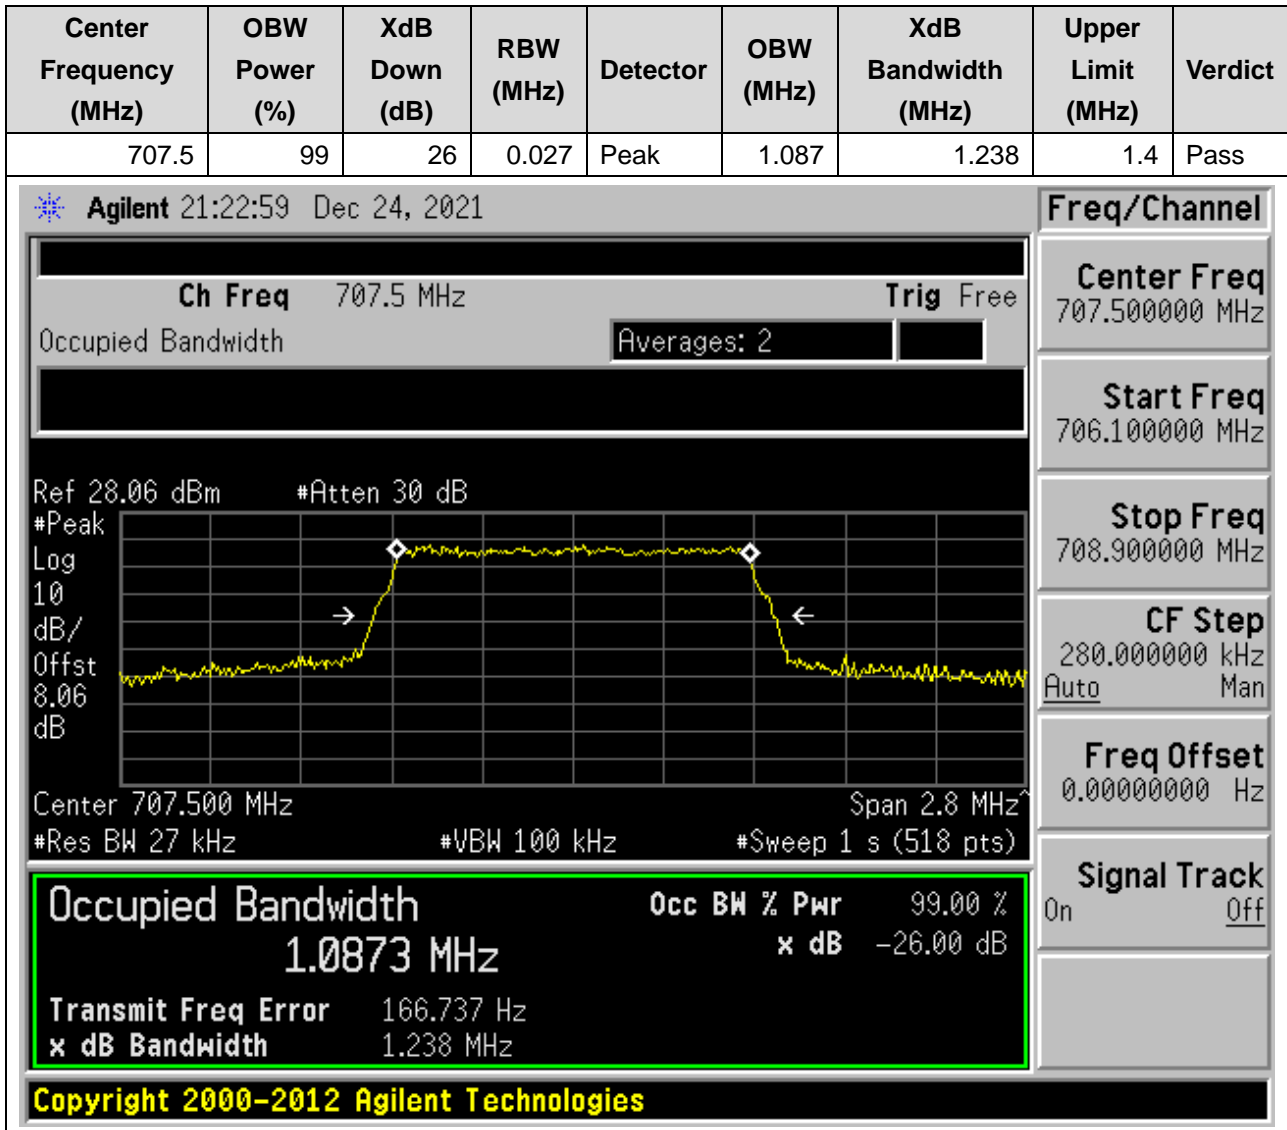 Center Frequency (MHz) OBW Power (%) XdB Down (dB) RBW (MHz) Detector OBW (MHz) XdB Bandwidth (MHz) Upper Limit (MHz) Verdict
707.5 99 26 0.027 Peak 1.087 1.238 1.4 Pass
Agilent 21:22:59 Dec 24, 2021
Freq/Channel
Ch Freq 707.5 MHz Trig Free
Occupied Bandwidth Averages: 2
Center Freq
707.500000 MHz
Start Freq
706.100000 MHz
Stop Freq
708.900000 MHz
CF Step
280.000000 kHz
Auto Man
Freq Offset
0.00000000 Hz
Signal Track
On Off
Ref 28.06 dBm #Atten 30 dB
#Peak
Log
10
dB/
Offst
8.06
dB
Center 707.500 MHz Span 2.8 MHz^
#Res BW 27 kHz #VBW 100 kHz #Sweep 1 s (518 pts)
Occupied Bandwidth Occ BW % Pwr 99.00 %
1.0873 MHz x dB -26.00 dB
Transmit Freq Error 166.737 Hz
x dB Bandwidth 1.238 MHz
Copyright 2000-2012 Agilent Technologies